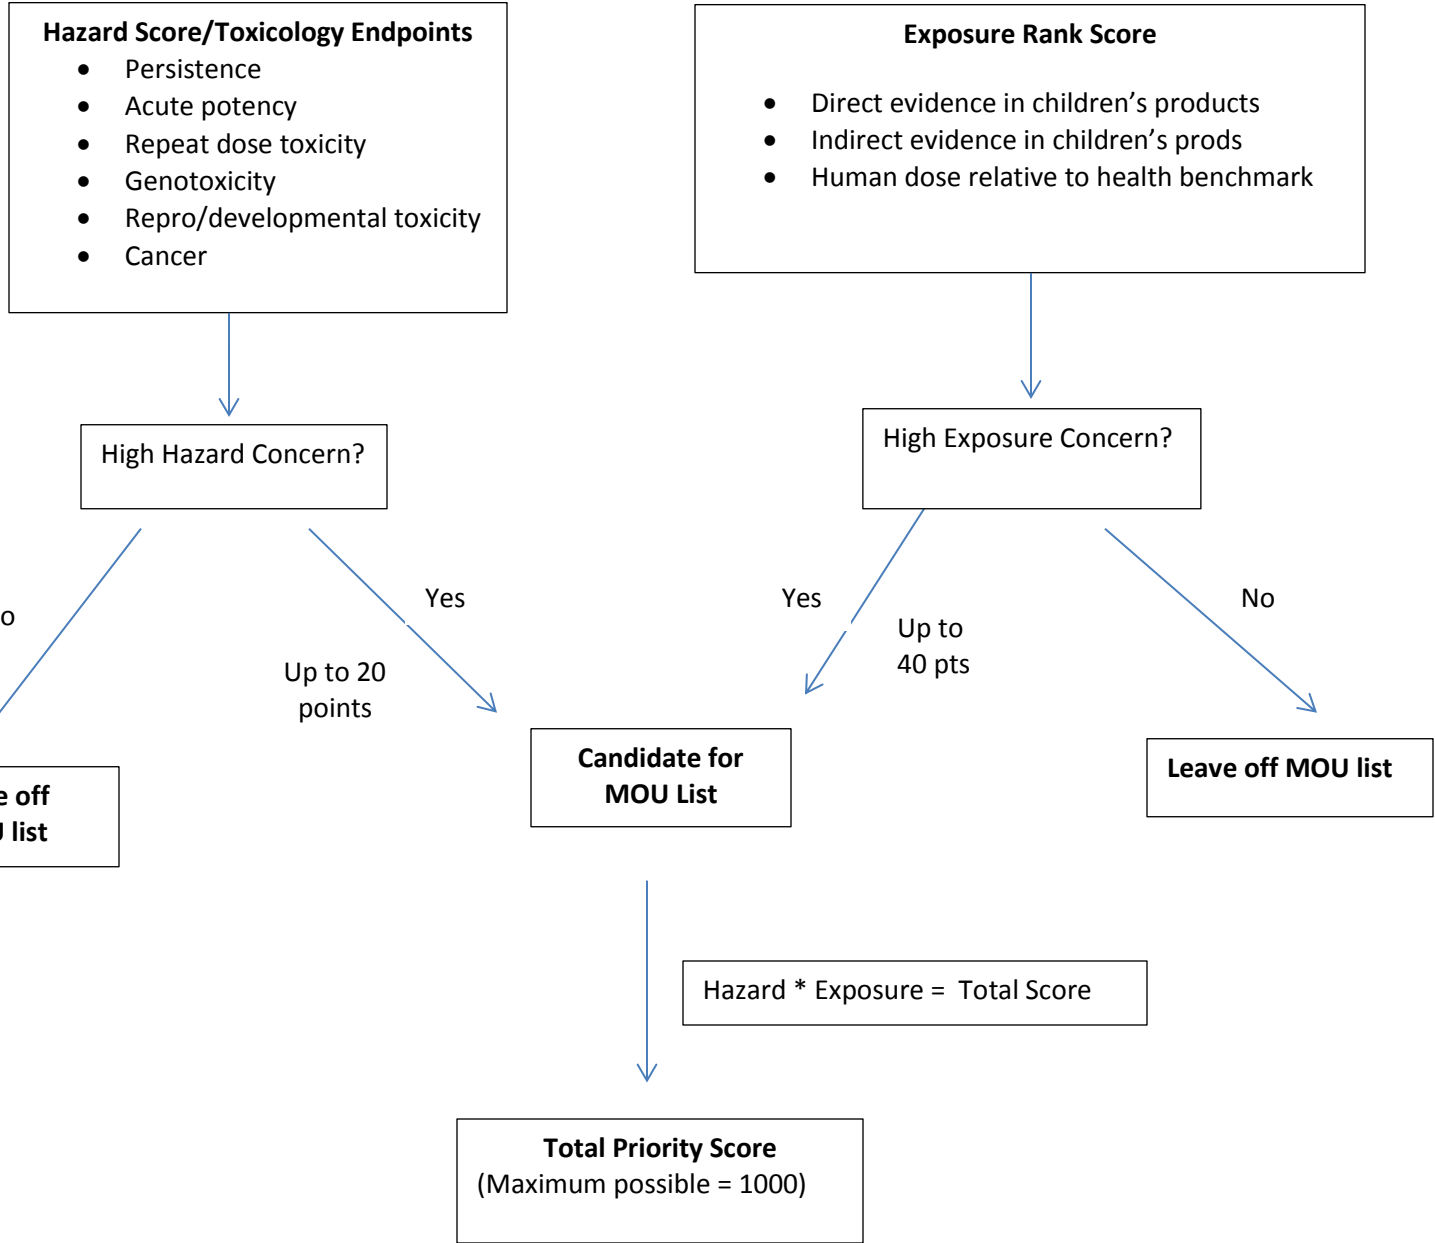 Hazard Score/Toxicology Endpoints
• Persistence
• Acute potency
• Repeat dose toxicity
• Genotoxicity
• Repro/developmental toxicity
• Cancer
Exposure Rank Score
• Direct evidence in children’s products
• Indirect evidence in children’s prods
• Human dose relative to health benchmark
High Hazard Concern?
High Exposure Concern?
o
Yes
Up to 20
points
Yes
Up to
40 pts
No
e off
list
Candidate for
MOU List
Leave off MOU list
Hazard * Exposure = Total Score
Total Priority Score
(Maximum possible = 1000)